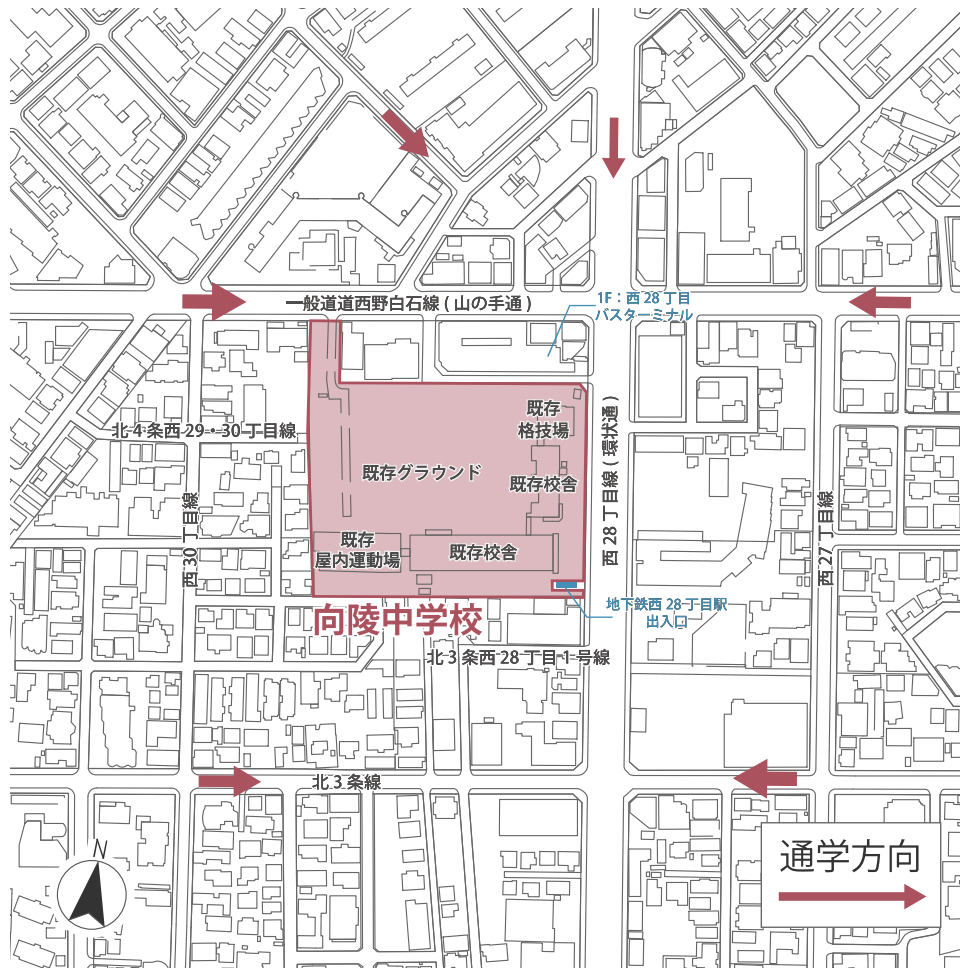 一般道道西野白石線 ( 山の手通 )
1F：西 28 丁目
バスターミナル
既存
格技場
北 4 条西 29・30 丁目線
既存グラウンド
既存校舎
西 28 丁目線 ( 環状通 )
西 30 丁目線
西 27 丁目線
既存
屋内運動場
既存校舎
向陵中学校
地下鉄西 28 丁目駅
出入口
北 3 条西 28 丁目 1 号線
北 3 条線
N
通学方向